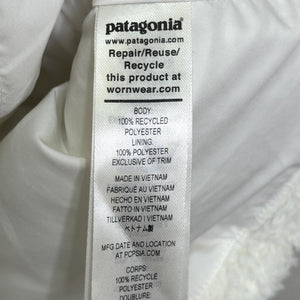 patagonia
www.patagonia.com
Repair/Reuse/
Recycle
this product at
wornwear.com
BODY:
100% RECYCLED
POLYESTER
LINING:
100% POLYESTER
EXCLUSIVE OF TRIM
MADE IN VIETNAM
FABRIQUÉ AU VIETNAM
HECHO EN VIETNAM
FATTO IN VIETNAM
TILLVERKAD I VIETNAM
ベトナム製
MFG DATE AND LOCATION
AT PCPSIA.COM
CORPS:
100% RECYCLE
POLYESTER
DOUBLURE: